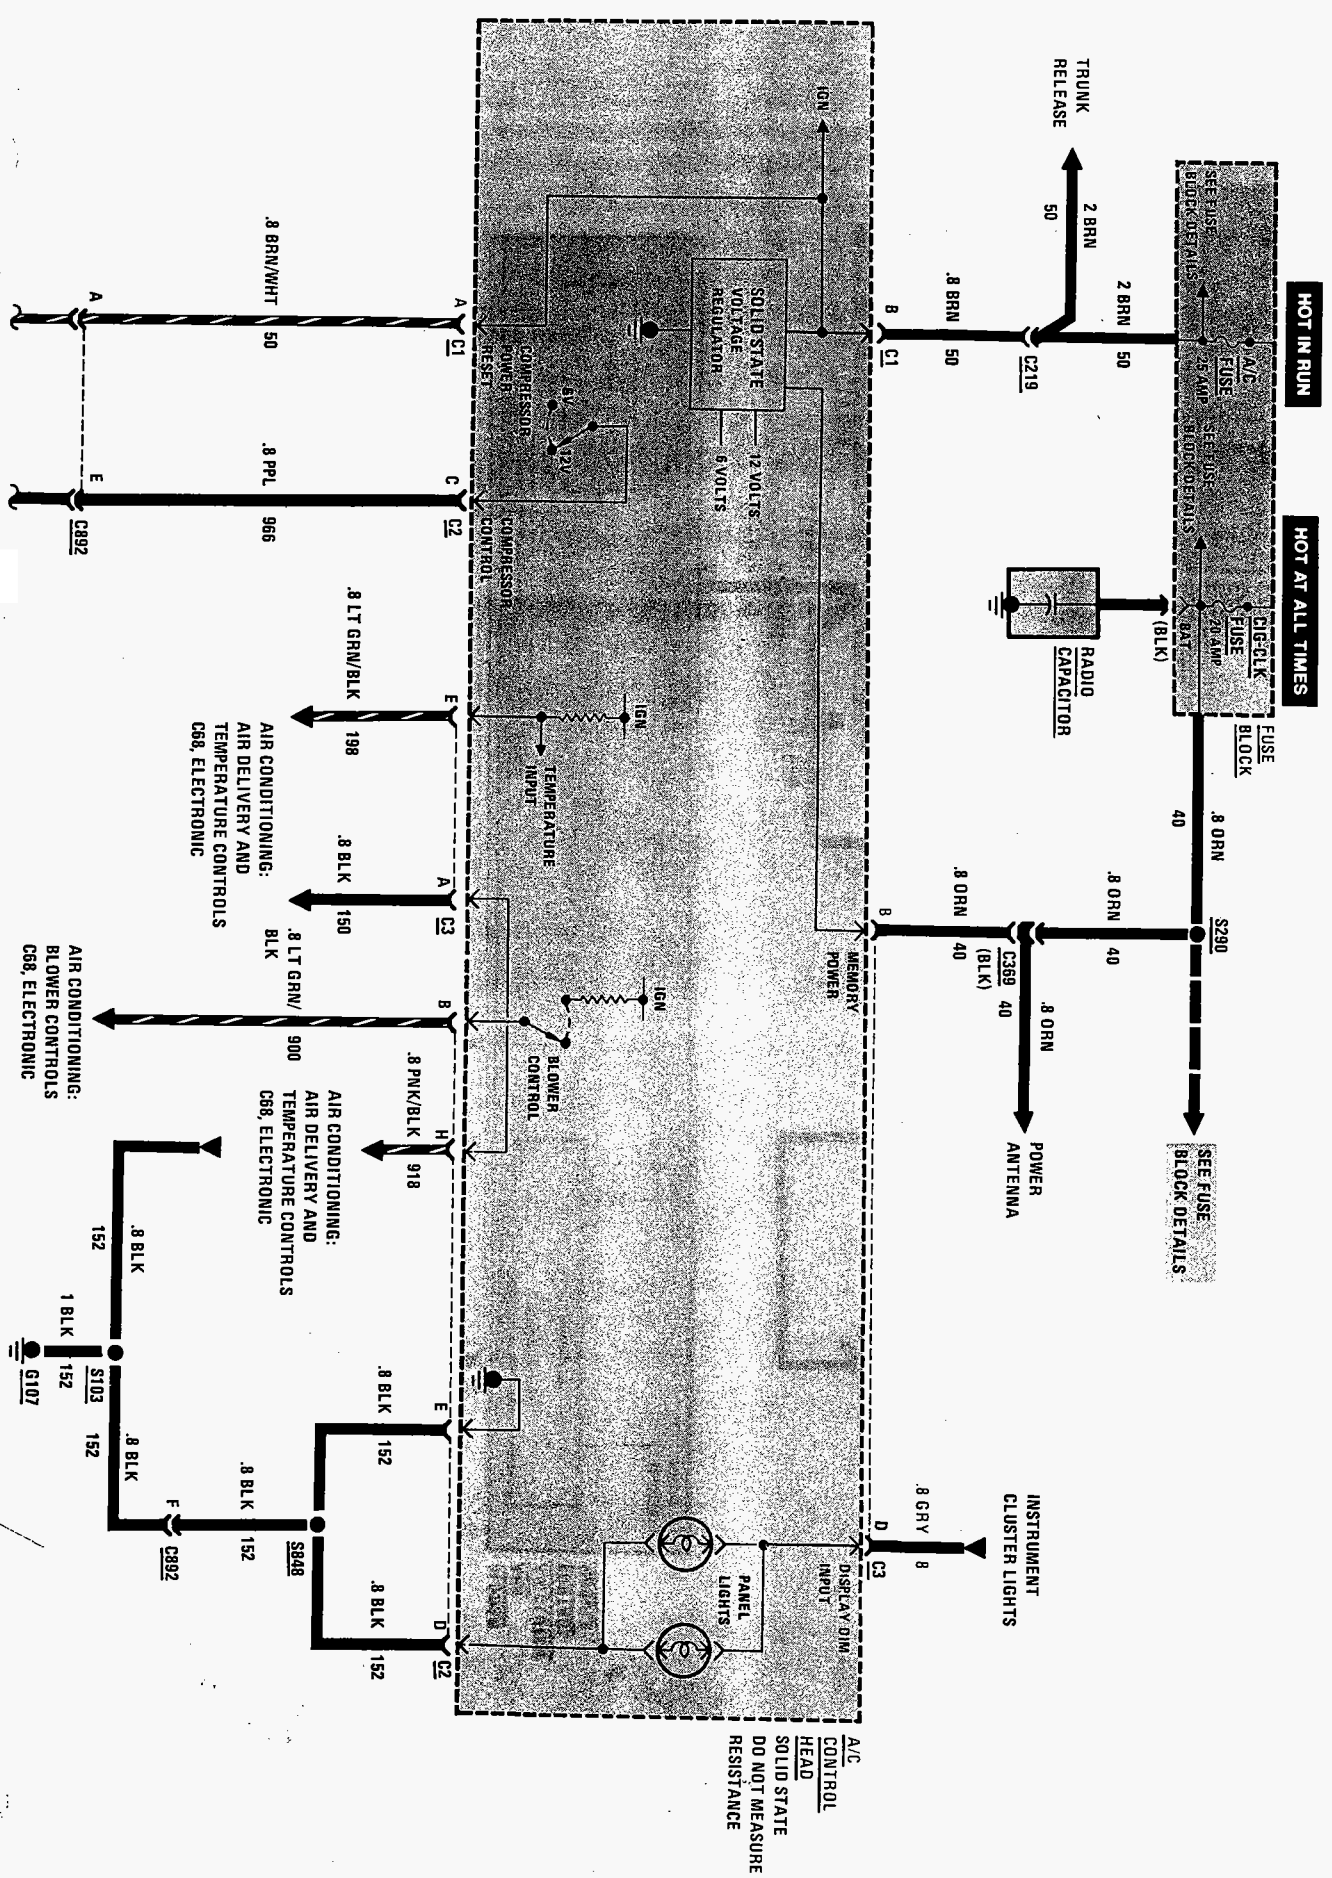 HOT IN RUN
HOT AT ALL TIMES
SEE FUSE
BLOCK DETAILS
A/C
FUSE
25 AMP
SEE FUSE
BLOCK DETAILS
CIG-CLK
FUSE
20 AMP
BAT
FUSE
BLOCK
TRUNK
RELEASE
2 BRN
50
2 BRN
50
C219
.8 BRN
50
B
C1
(BLK)
RADIO
CAPACITOR
.8 ORN
40
S290
SEE FUSE
BLOCK DETAILS
.8 ORN
40
C369
(BLK)
.8 ORN
40
POWER
ANTENNA
.8 ORN
40
B
INSTRUMENT
CLUSTER LIGHTS
.8 GRY
8
D
C3
A/C
CONTROL
HEAD
SOLID STATE
DO NOT MEASURE
RESISTANCE
IGN
SOLID STATE
VOLTAGE
REGULATOR
12 VOLTS
6 VOLTS
MEMORY
POWER
DISPLAY DIM
INPUT
PANEL
LIGHTS
6V
12V
COMPRESSOR
POWER
RESET
COMPRESSOR
CONTROL
IGN
TEMPERATURE
INPUT
IGN
BLOWER
CONTROL
A
C1
.8 BRN/WHT
50
A
C
C2
.8 PPL
966
E
C892
E
.8 LT GRN/BLK
198
AIR CONDITIONING:
AIR DELIVERY AND
TEMPERATURE CONTROLS
C68, ELECTRONIC
A
C3
.8 BLK
150
B
.8 LT GRN/
BLK
900
AIR CONDITIONING:
BLOWER CONTROLS
C68, ELECTRONIC
H
.8 PNK/BLK
918
AIR CONDITIONING:
AIR DELIVERY AND
TEMPERATURE CONTROLS
C68, ELECTRONIC
E
.8 BLK
152
D
C2
.8 BLK
152
S848
.8 BLK
152
F
C892
.8 BLK
152
.8 BLK
152
S103
1 BLK
152
G107